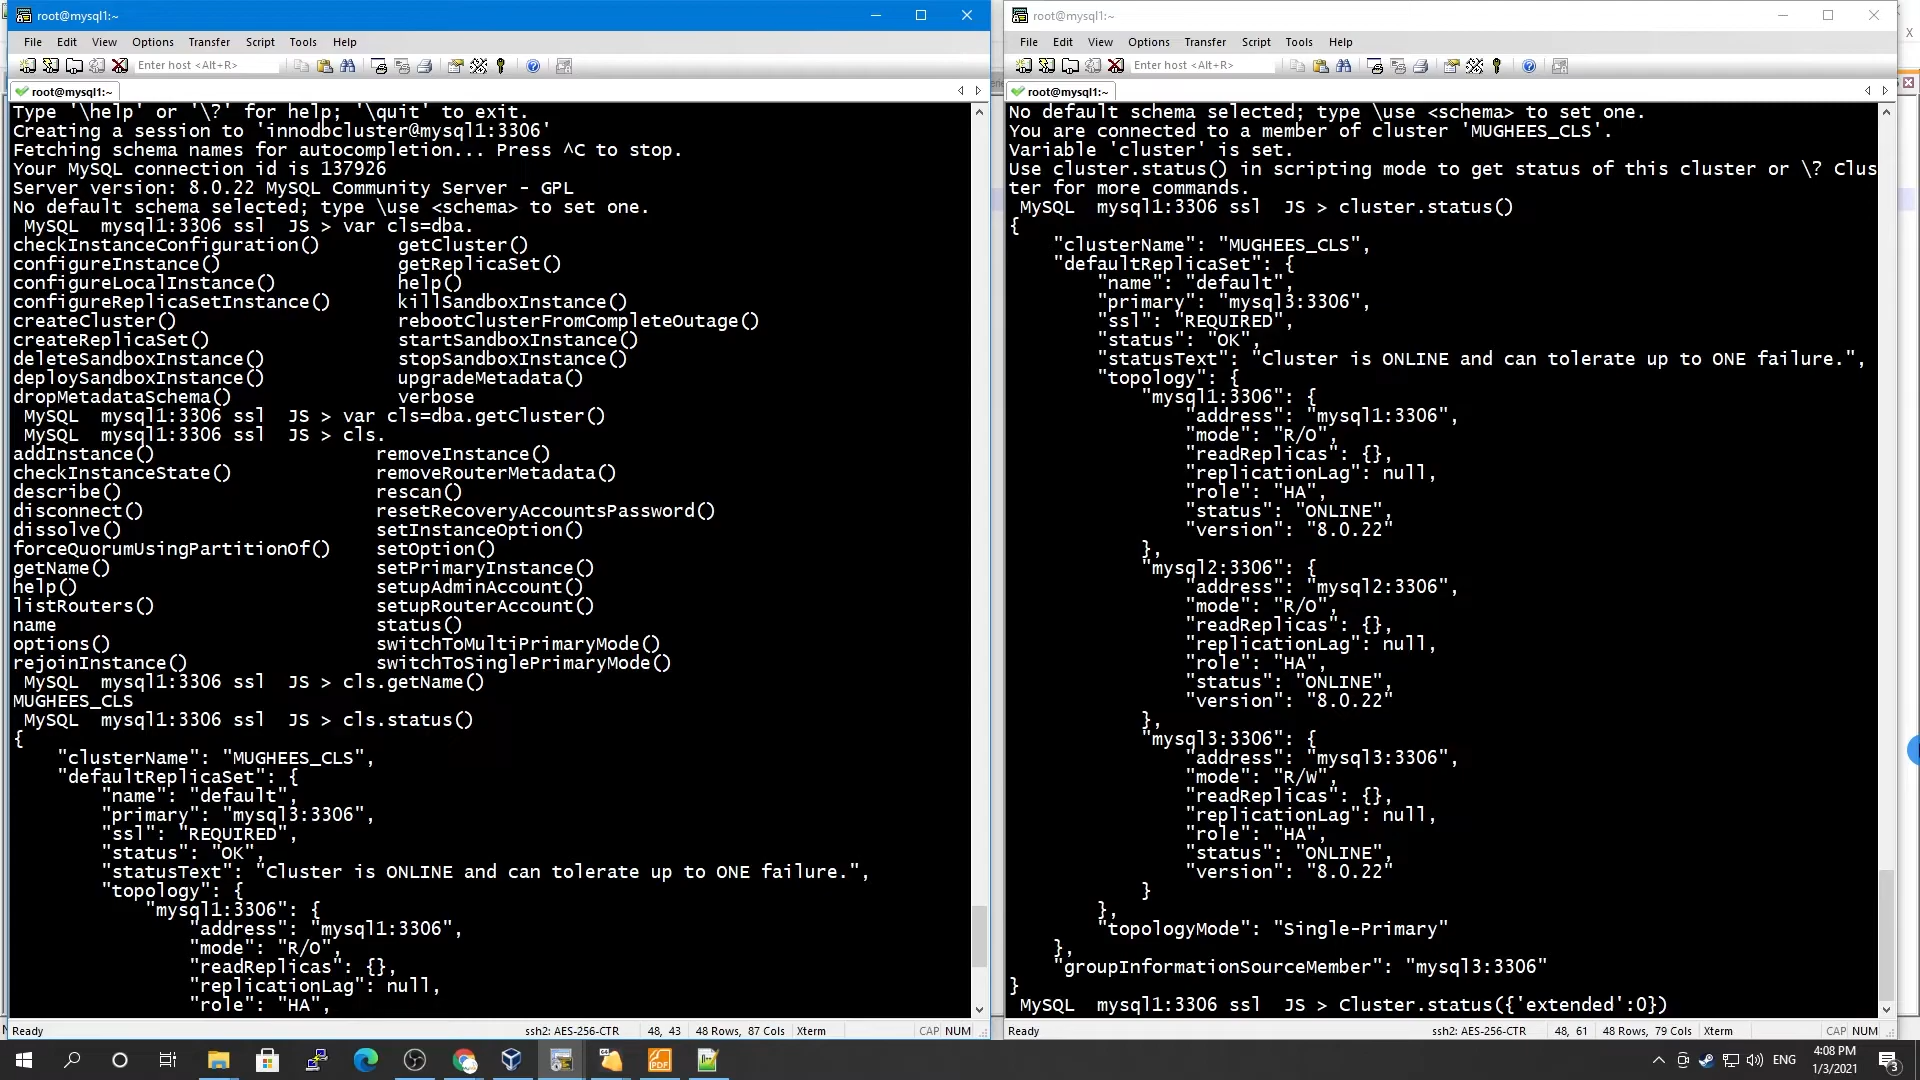 root@mysql1:~
File Edit View Options Transfer Script Tools Help
Enter host <Alt+R>
root@mysql1:~
Type '\help' or '\?' for help; '\quit' to exit.
Creating a session to 'innodbcluster@mysql1:3306'
Fetching schema names for autocompletion... Press ^C to stop.
Your MySQL connection id is 137926
Server version: 8.0.22 MySQL Community Server - GPL
No default schema selected; type \use <schema> to set one.
MySQL  mysql1:3306 ssl  JS > var cls=dba.
checkInstanceConfiguration() getCluster()
configureInstance() getReplicaSet()
configureLocalInstance() help()
configureReplicaSetInstance() killSandboxInstance()
createCluster() rebootClusterFromCompleteOutage()
createReplicaSet() startSandboxInstance()
deleteSandboxInstance() stopSandboxInstance()
deploySandboxInstance() upgradeMetadata()
dropMetadataSchema() verbose
MySQL  mysql1:3306 ssl  JS > var cls=dba.getCluster()
MySQL  mysql1:3306 ssl  JS > cls.
addInstance() removeInstance()
checkInstanceState() removeRouterMetadata()
describe() rescan()
disconnect() resetRecoveryAccountsPassword()
dissolve() setInstanceOption()
forceQuorumUsingPartitionOf() setOption()
getName() setPrimaryInstance()
help() setupAdminAccount()
listRouters() setupRouterAccount()
name status()
options() switchToMultiPrimaryMode()
rejoinInstance() switchToSinglePrimaryMode()
MySQL  mysql1:3306 ssl  JS > cls.getName()
MUGHEES_CLS
MySQL  mysql1:3306 ssl  JS > cls.status()
{
"clusterName": "MUGHEES_CLS",
"defaultReplicaSet": {
"name": "default",
"primary": "mysql3:3306",
"ssl": "REQUIRED",
"status": "OK",
"statusText": "Cluster is ONLINE and can tolerate up to ONE failure.",
"topology": {
"mysql1:3306": {
"address": "mysql1:3306",
"mode": "R/O",
"readReplicas": {},
"replicationLag": null,
"role": "HA",
Ready ssh2: AES-256-CTR 48, 43 48 Rows, 87 Cols Xterm CAP NUM
root@mysql1:~
File Edit View Options Transfer Script Tools Help
Enter host <Alt+R>
root@mysql1:~
No default schema selected; type \use <schema> to set one.
You are connected to a member of cluster 'MUGHEES_CLS'.
Variable 'cluster' is set.
Use cluster.status() in scripting mode to get status of this cluster or \? Clus
ter for more commands.
MySQL  mysql1:3306 ssl  JS > cluster.status()
{
"clusterName": "MUGHEES_CLS",
"defaultReplicaSet": {
"name": "default",
"primary": "mysql3:3306",
"ssl": "REQUIRED",
"status": "OK",
"statusText": "Cluster is ONLINE and can tolerate up to ONE failure.",
"topology": {
"mysql1:3306": {
"address": "mysql1:3306",
"mode": "R/O",
"readReplicas": {},
"replicationLag": null,
"role": "HA",
"status": "ONLINE",
"version": "8.0.22"
},
"mysql2:3306": {
"address": "mysql2:3306",
"mode": "R/O",
"readReplicas": {},
"replicationLag": null,
"role": "HA",
"status": "ONLINE",
"version": "8.0.22"
},
"mysql3:3306": {
"address": "mysql3:3306",
"mode": "R/W",
"readReplicas": {},
"replicationLag": null,
"role": "HA",
"status": "ONLINE",
"version": "8.0.22"
}
},
"topologyMode": "Single-Primary"
},
"groupInformationSourceMember": "mysql3:3306"
}
MySQL  mysql1:3306 ssl  JS > Cluster.status({'extended':0})
Ready ssh2: AES-256-CTR 48, 61 48 Rows, 79 Cols Xterm CAP NUM
ENG 4:08 PM
1/3/2021 3